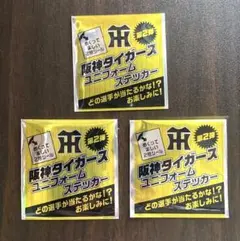 第2弾
阪神タイガース
ユニフォーム
ステッカー
どの選手が当たるかな!?
お楽しみに!
第2弾
阪神タイガース
ユニフォーム
ステッカー
どの選手が当たるかな!?
お楽しみに!
第2弾
阪神タイガース
ユニフォーム
ステッカー
どの選手が当たるかな!?
お楽しみに!